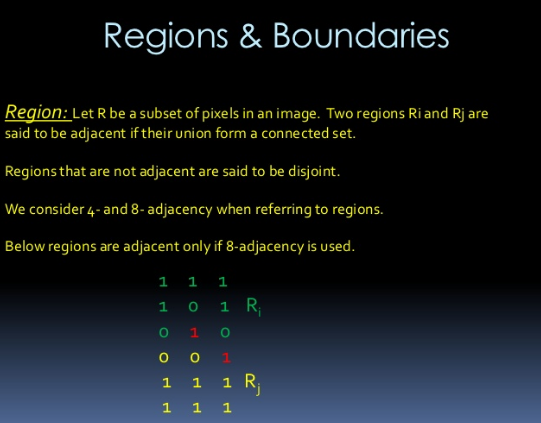 Regions & Boundaries
Region: Let R be a subset of pixels in an image. Two regions Ri and Rj are
said to be adjacent if their union form a connected set.
Regions that are not adjacent are said to be disjoint.
We consider 4- and 8- adjacency when referring to regions.
Below regions are adjacent only if 8-adjacency is used.
1 1 1
1 0 1 Ri
0 1 0
0 0 1
1 1 1 Rj
1 1 1